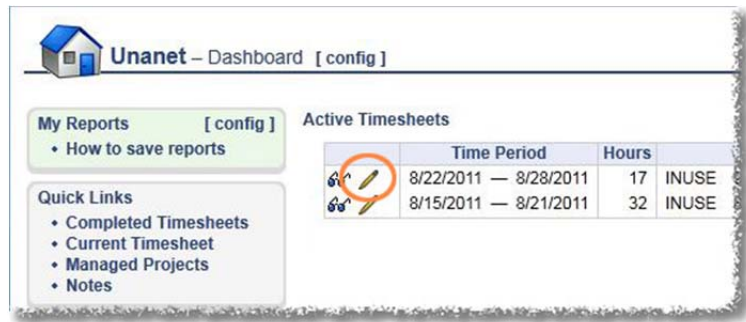 Unanet – Dashboard [ config ]
My Reports [ config ]
• How to save reports
Quick Links
• Completed Timesheets
• Current Timesheet
• Managed Projects
• Notes
Active Timesheets
Time Period Hours
8/22/2011 — 8/28/2011 17 INUSE
8/15/2011 — 8/21/2011 32 INUSE